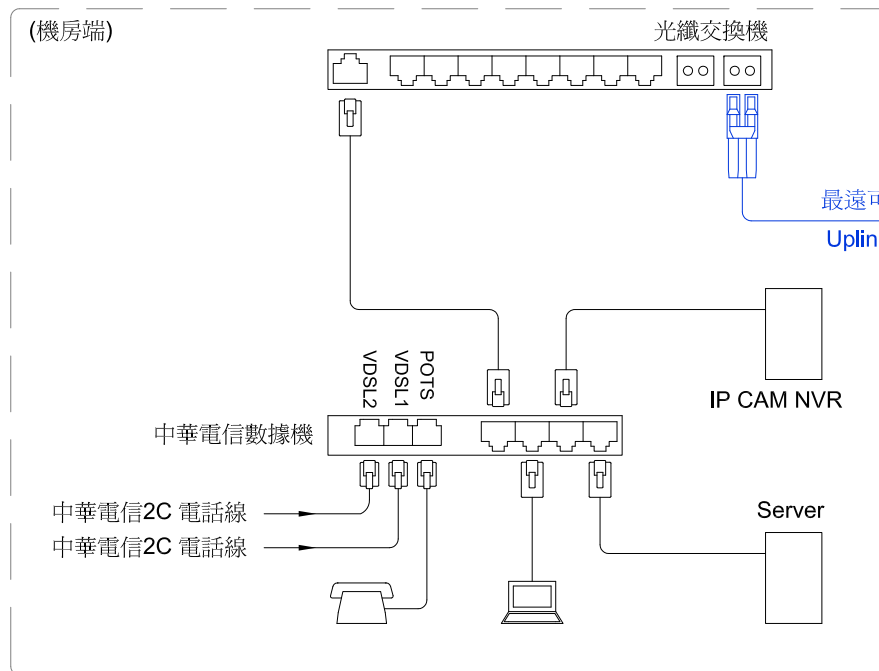 (機房端)
光纖交換機
最遠可
Uplin
VDSL2
VDSL1
POTS
IP CAM NVR
中華電信數據機
中華電信2C 電話線
中華電信2C 電話線
Server